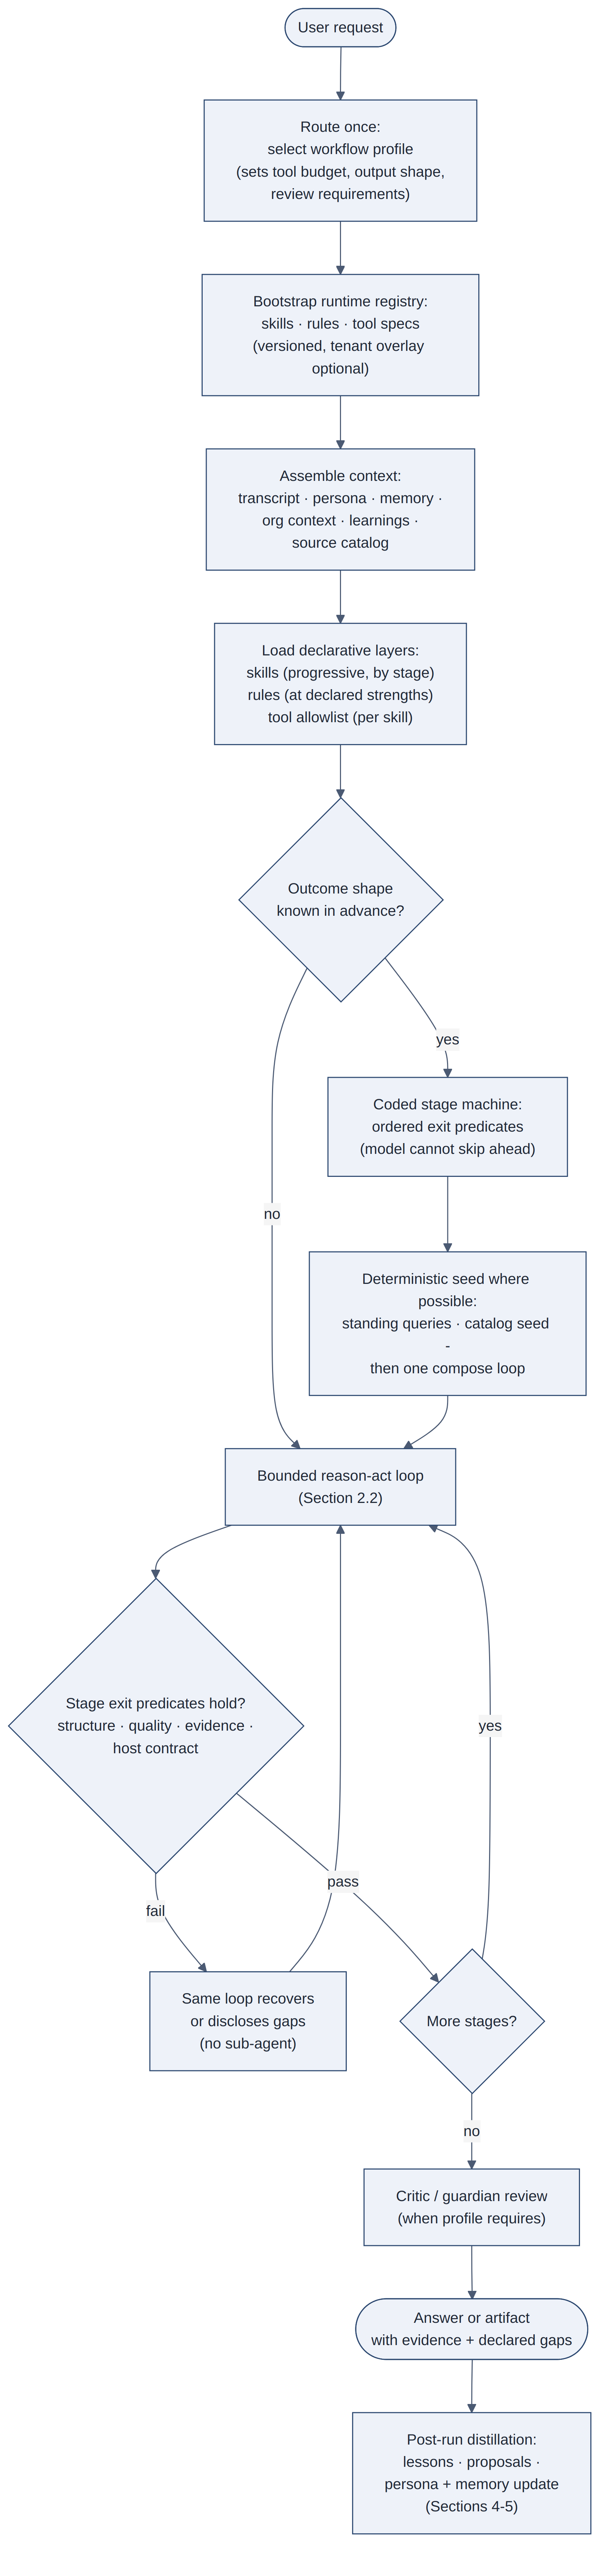 User request
Route once:
select workflow profile
(sets tool budget, output shape,
review requirements)
Bootstrap runtime registry:
skills · rules · tool specs
(versioned, tenant overlay
optional)
Assemble context:
transcript · persona · memory ·
org context · learnings ·
source catalog
Load declarative layers:
skills (progressive, by stage)
rules (at declared strengths)
tool allowlist (per skill)
Outcome shape
known in advance?
yes
Coded stage machine:
ordered exit predicates
(model cannot skip ahead)
no
Deterministic seed where
possible:
standing queries · catalog seed
-
then one compose loop
Bounded reason-act loop
(Section 2.2)
Stage exit predicates hold?
structure · quality · evidence ·
host contract
yes
pass
fail
Same loop recovers
or discloses gaps
(no sub-agent)
More stages?
no
Critic / guardian review
(when profile requires)
Answer or artifact
with evidence + declared gaps
Post-run distillation:
lessons · proposals ·
persona + memory update
(Sections 4-5)